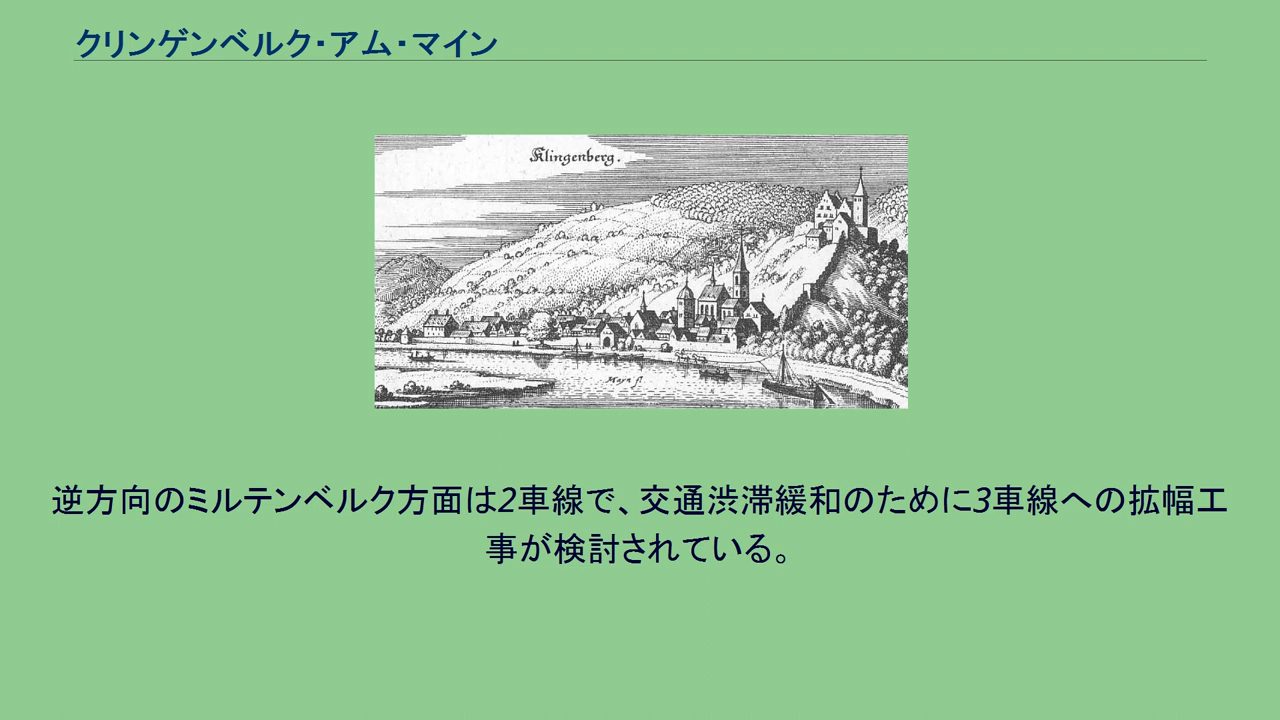 クリンゲンベルク・アム・マイン
Klingenberg.
Mayn fl
逆方向のミルテンベルク方面は2車線で、交通渋滞緩和のために3車線への拡幅工
事が検討されている。